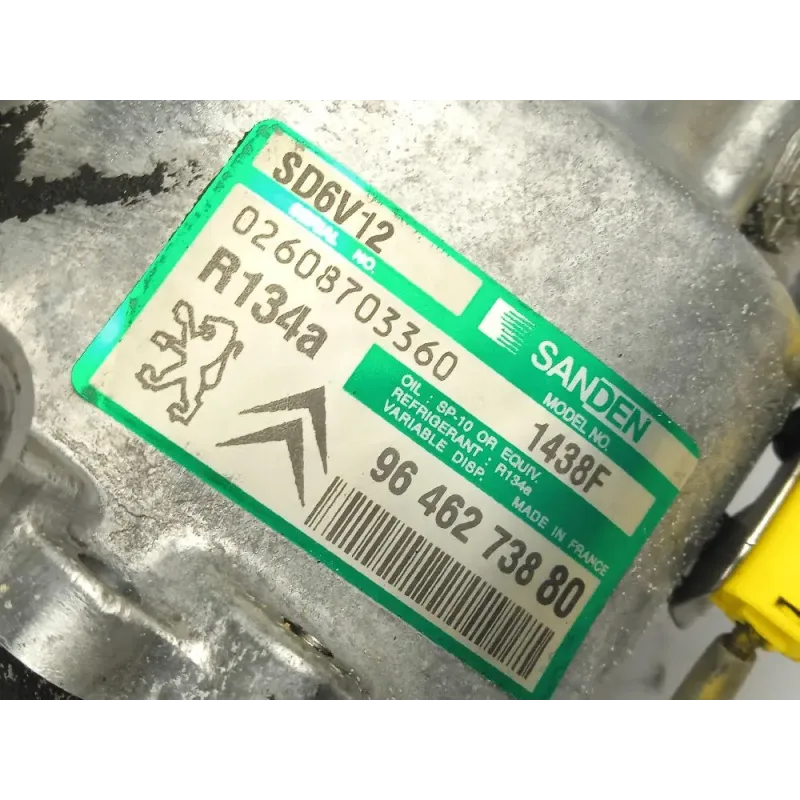 SD6V12
SERIAL NO.
02608703360
R134a
SANDEN
MODEL NO.
1438F
OIL : SP-10 OR EQUIV.
REFRIGERANT : R134a
VARIABLE DISP. MADE IN FRANCE
96 462 738 80